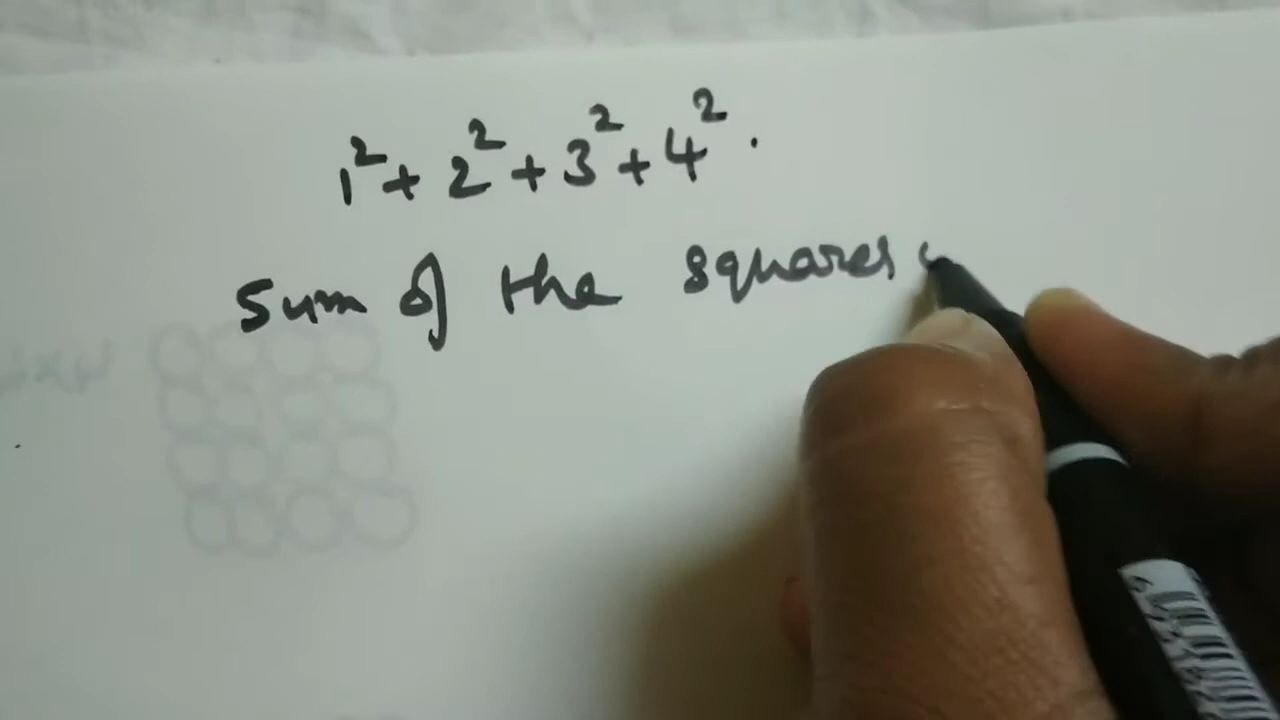 1² + 2² + 3² + 4² .
Sum of the squares